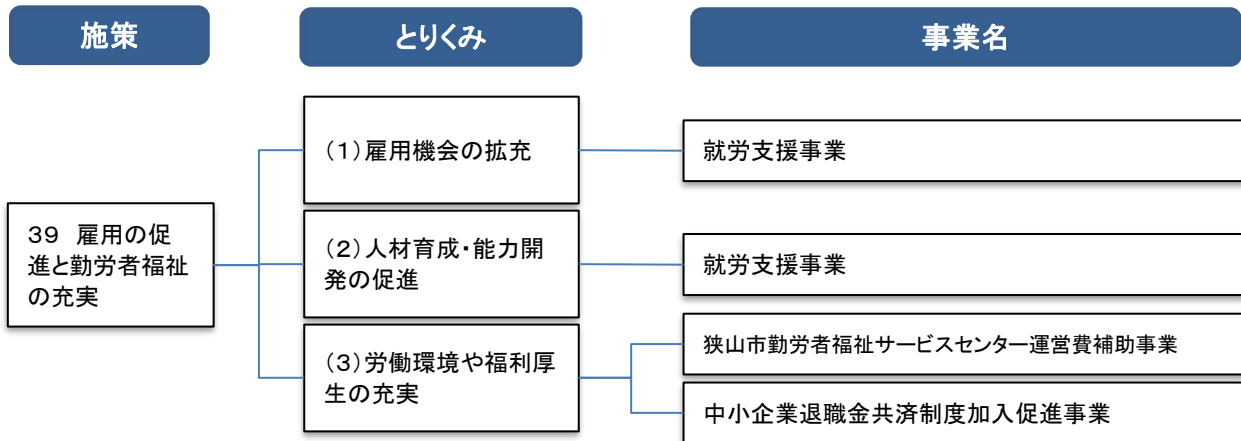 施策
とりくみ
事業名
39　雇用の促
進と勤労者福祉
の充実
（1）雇用機会の拡充
就労支援事業
（2）人材育成・能力開
発の促進
就労支援事業
（3）労働環境や福利厚
生の充実
狭山市勤労者福祉サービスセンター運営費補助事業
中小企業退職金共済制度加入促進事業